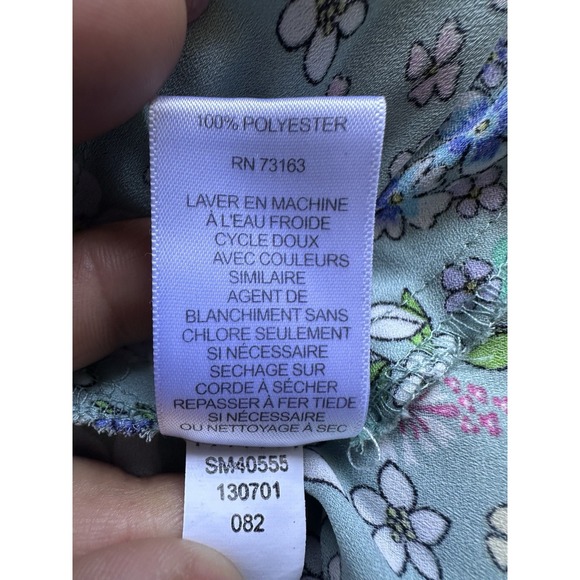 100% POLYESTER
RN 73163
LAVER EN MACHINE
À L'EAU FROIDE
CYCLE DOUX
AVEC COULEURS
SIMILAIRE
AGENT DE
BLANCHIMENT SANS
CHLORE SEULEMENT
SI NÉCESSAIRE
SECHAGE SUR
CORDE À SÉCHER
REPASSER À FER TIEDE
SI NÉCESSAIRE
OU NETTOYAGE À SEC
SM40555
130701
082